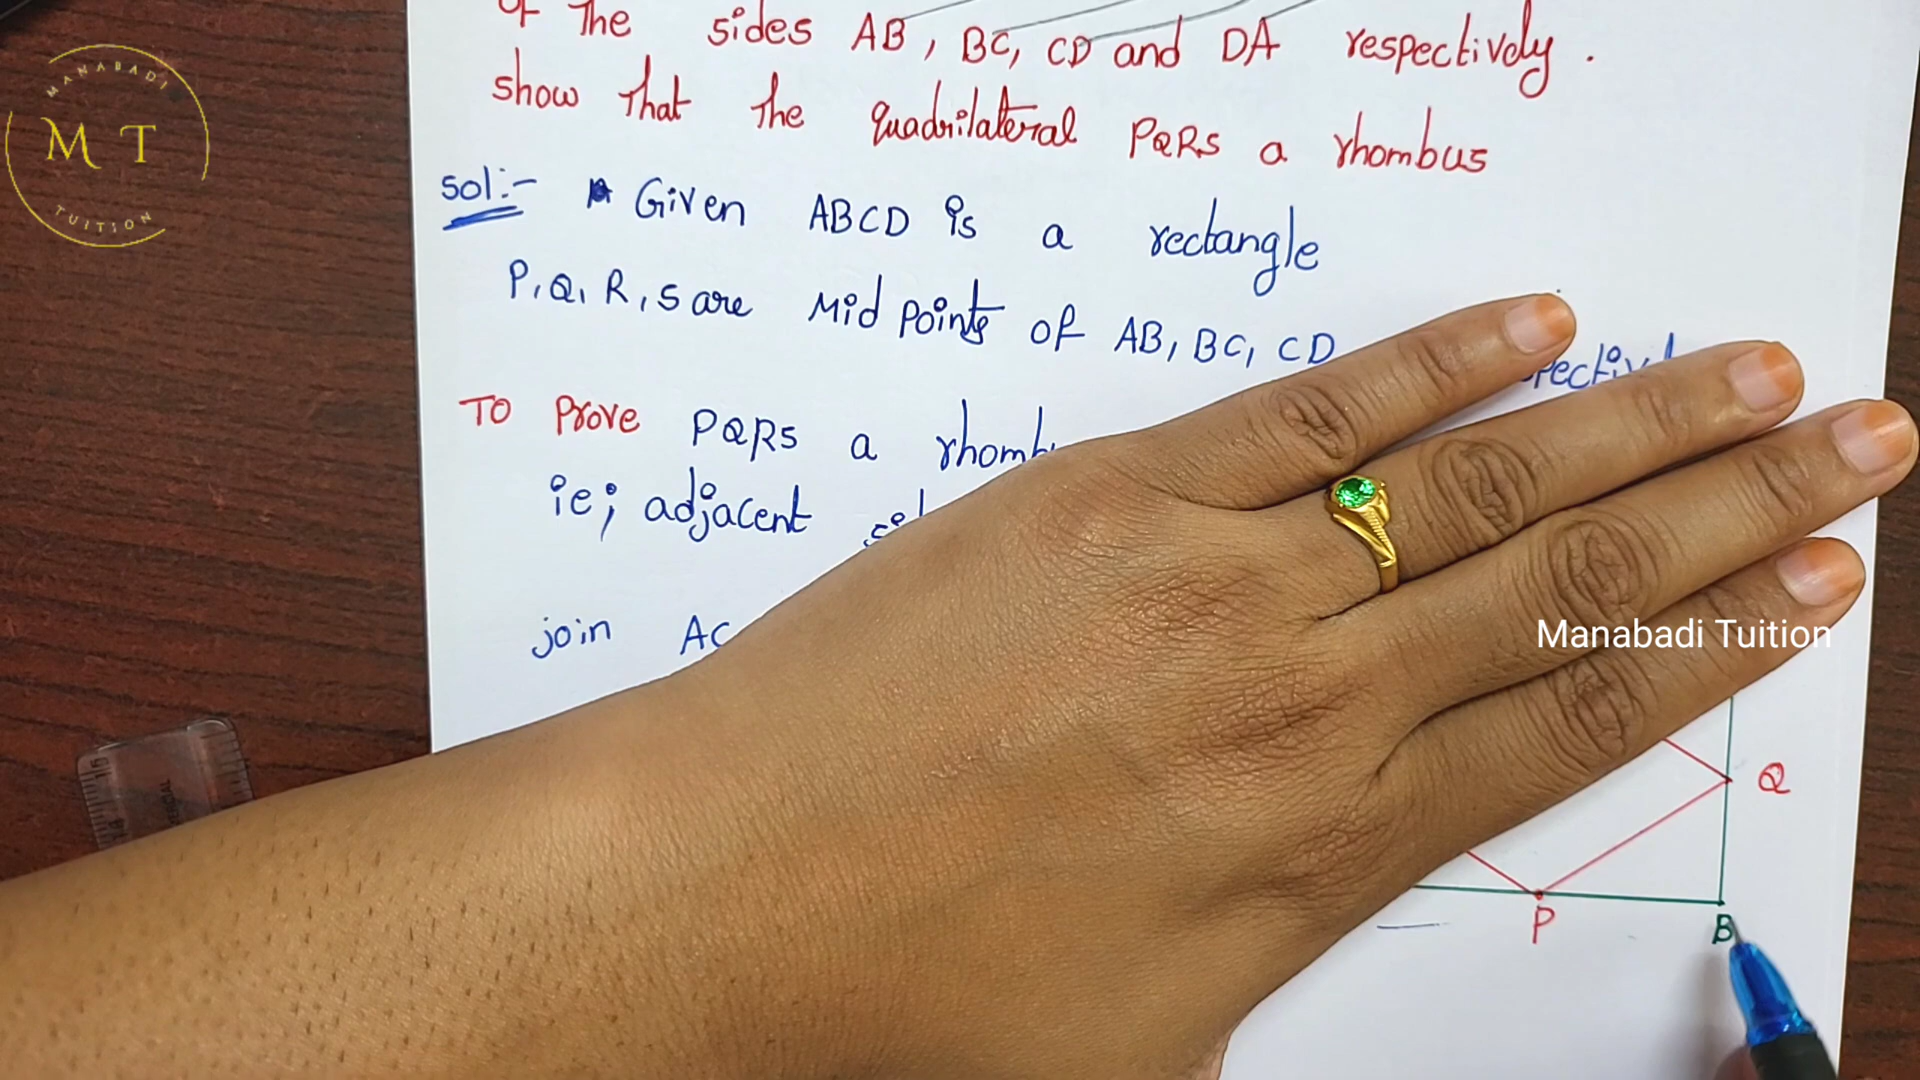 of The sides AB, BC, CD and DA respectively.
show that the quadrilateral PQRS a rhombus
Sol:- Given ABCD is a rectangle
P, Q, R, S are Mid points of AB, BC, CD
To Prove PQRS a
ie; adjacent
join AC
Q
P
B
MANABADI
MT
TUITION
Manabadi Tuition